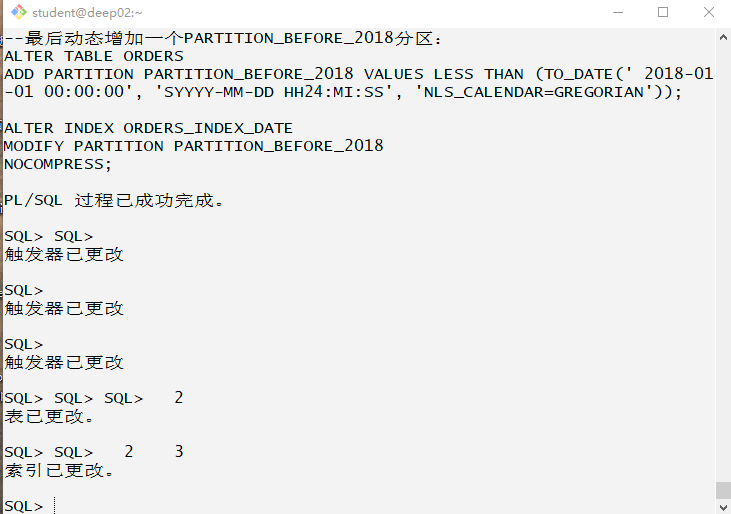 student@deep02:~
--最后动态增加一个PARTITION_BEFORE_2018分区：
ALTER TABLE ORDERS
ADD PARTITION PARTITION_BEFORE_2018 VALUES LESS THAN (TO_DATE(' 2018-01
-01 00:00:00', 'SYYYY-MM-DD HH24:MI:SS', 'NLS_CALENDAR=GREGORIAN'));
ALTER INDEX ORDERS_INDEX_DATE
MODIFY PARTITION PARTITION_BEFORE_2018
NOCOMPRESS;
PL/SQL 过程已成功完成。
SQL> SQL>
触发器已更改
SQL>
触发器已更改
SQL>
触发器已更改
SQL> SQL> SQL>   2
表已更改。
SQL> SQL>   2    3
索引已更改。
SQL>